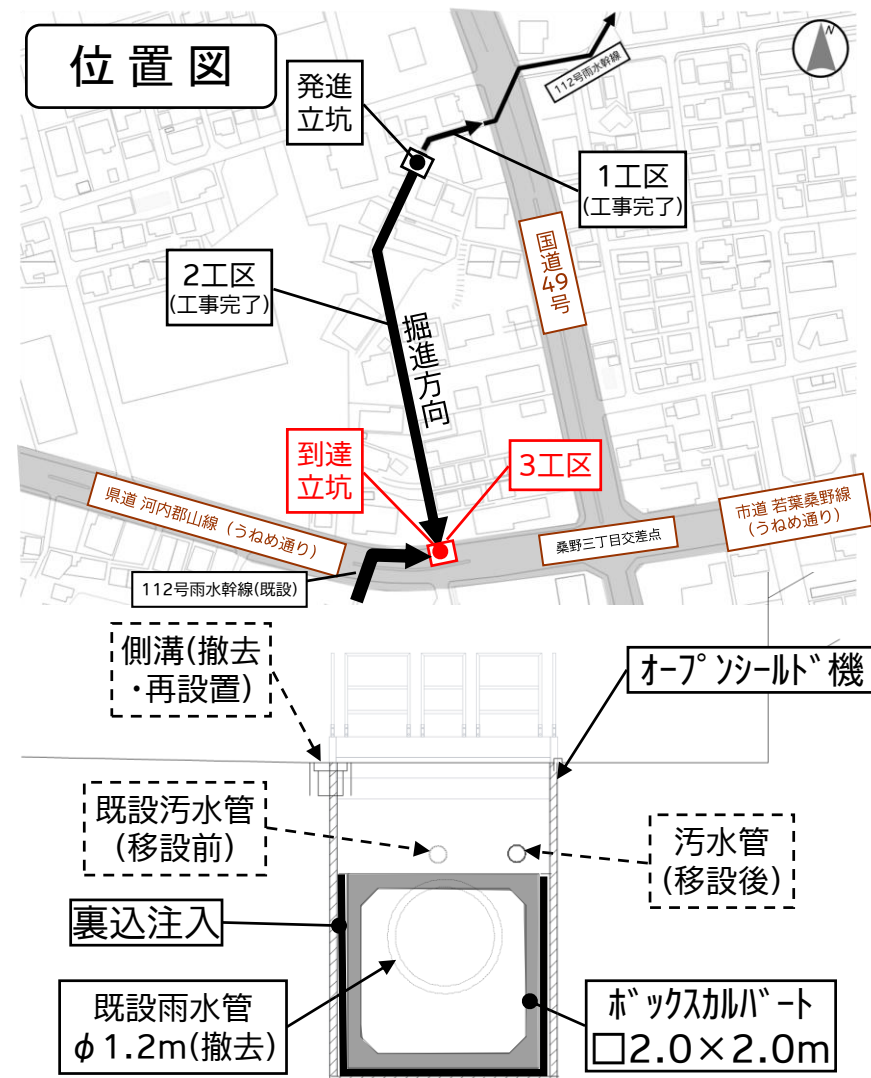 位置図
N
発進
立坑
112号雨水幹線
1工区
(工事完了)
国道49号
2工区
(工事完了)
掘進方向
到達
立坑
3工区
県道 河内郡山線（うねめ通り）
市道 若葉桑野線
(うねめ通り)
桑野三丁目交差点
112号雨水幹線(既設)
側溝(撤去
・再設置)
ｵｰﾌﾟﾝｼｰﾙﾄﾞ機
既設汚水管
(移設前)
汚水管
(移設後)
裏込注入
既設雨水管
φ1.2m(撤去)
ﾎﾞｯｸｽｶﾙﾊﾞｰﾄ
□2.0×2.0m